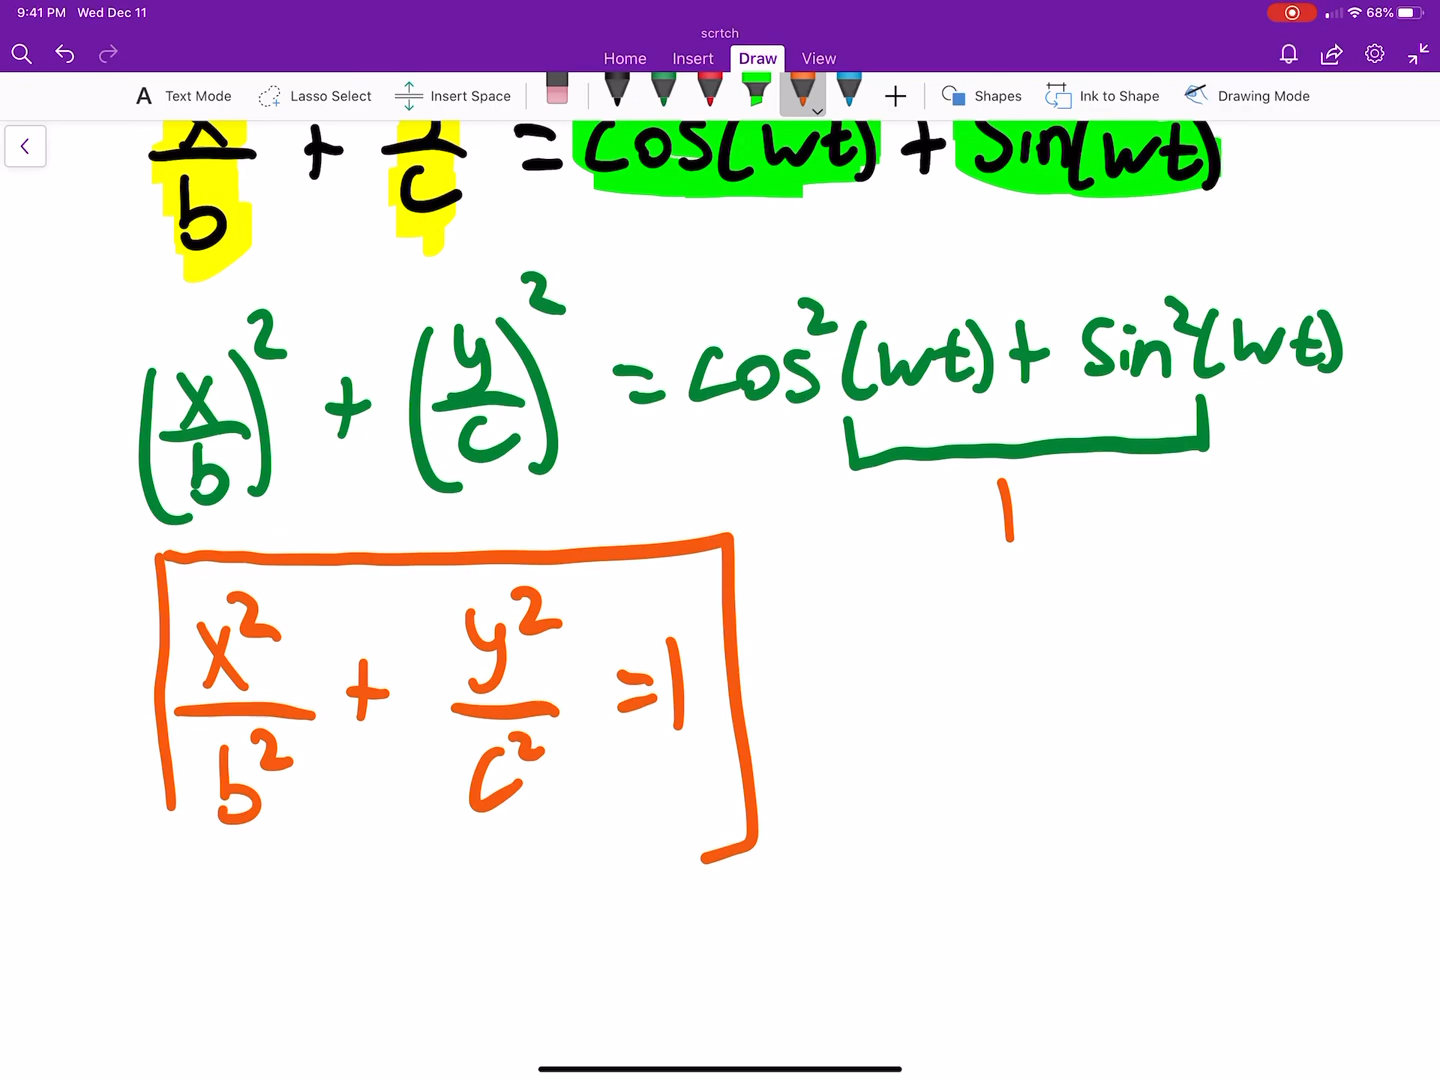 9:41 PM Wed Dec 11 68%
scrtch
Home Insert Draw View
A Text Mode Lasso Select Insert Space Shapes Ink to Shape Drawing Mode
x/b + y/c = cos(wt) + sin(wt)
(x/b)² + (y/c)² = cos²(wt) + sin²(wt)
1
x²/b² + y²/c² = 1